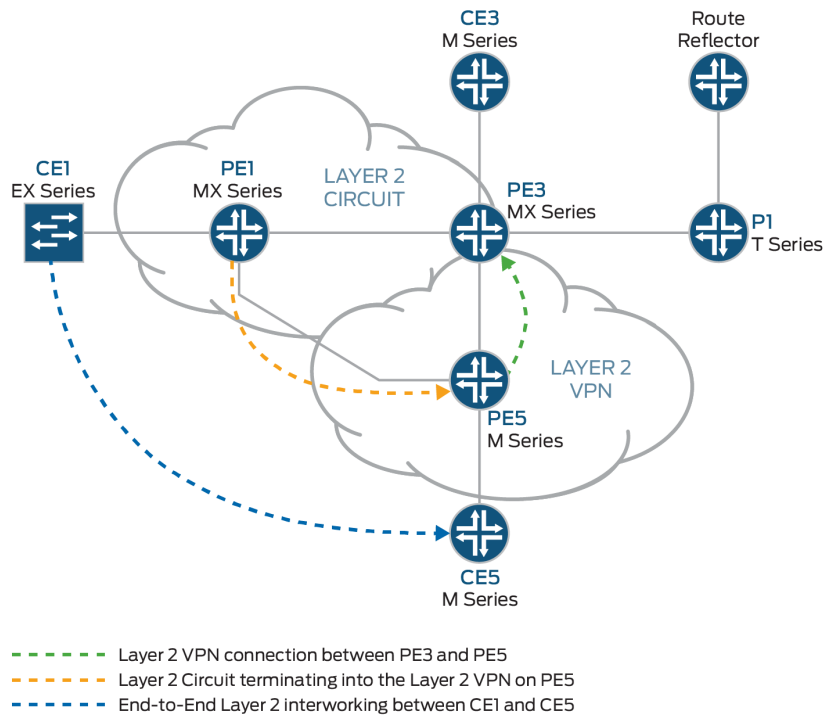 CE3
M Series
Route
Reflector
CE1
EX Series
PE1
MX Series
LAYER 2
CIRCUIT
PE3
MX Series
P1
T Series
LAYER 2
VPN
PE5
M Series
CE5
M Series
Layer 2 VPN connection between PE3 and PE5
Layer 2 Circuit terminating into the Layer 2 VPN on PE5
End-to-End Layer 2 interworking between CE1 and CE5